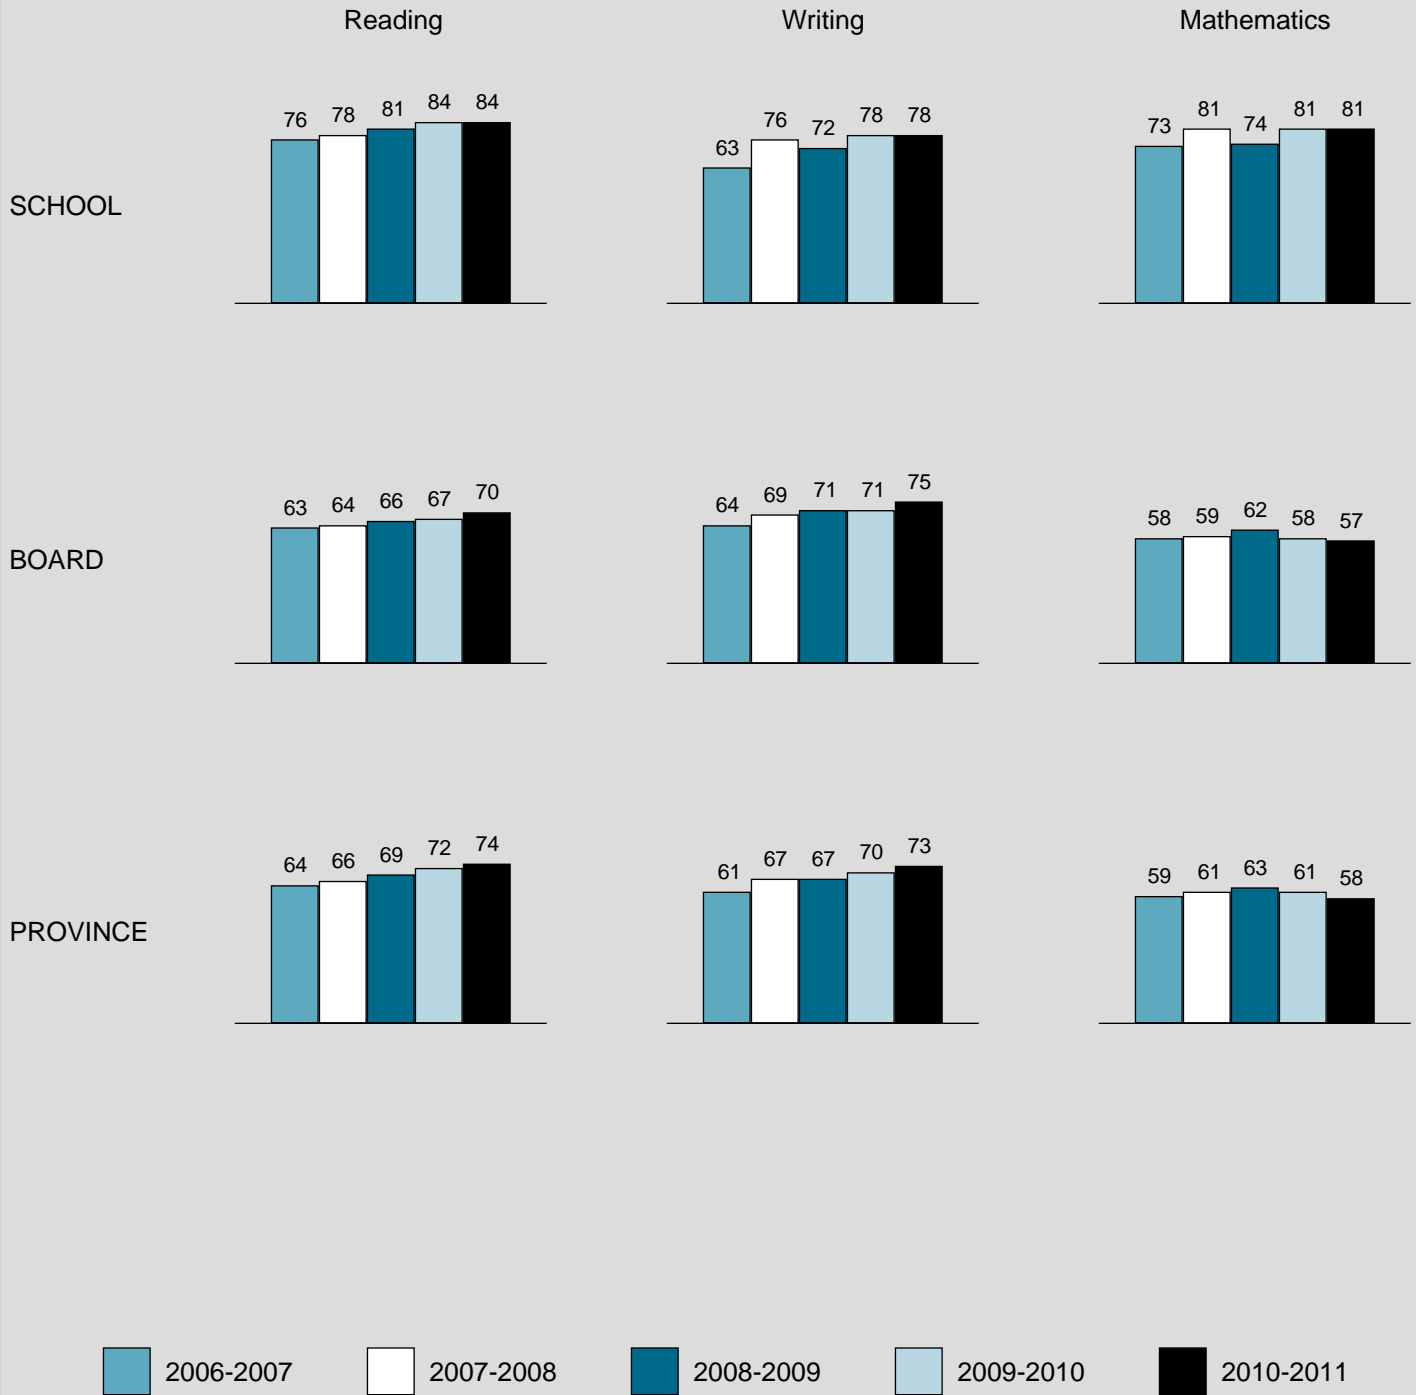 Reading Writing Mathematics
SCHOOL
76 78 81 84 84
63 76 72 78 78
73 81 74 81 81
BOARD
63 64 66 67 70
64 69 71 71 75
58 59 62 58 57
PROVINCE
64 66 69 72 74
61 67 67 70 73
59 61 63 61 58
2006-2007 2007-2008 2008-2009 2009-2010 2010-2011